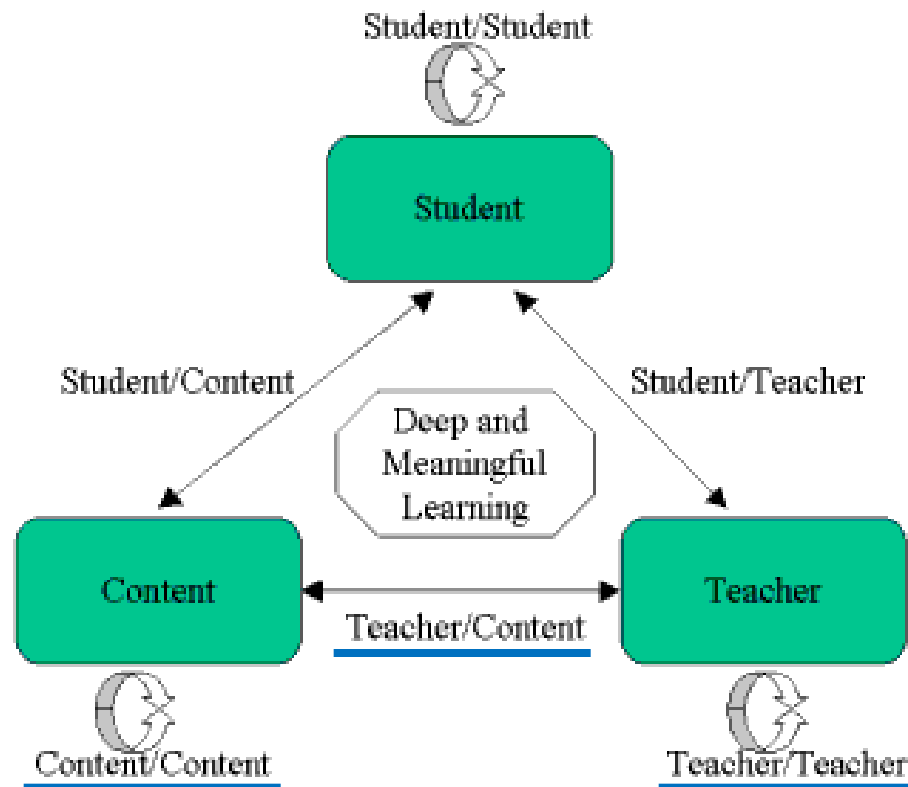 Student/Student
Student
Student/Content
Student/Teacher
Deep and
Meaningful
Learning
Content
Teacher
Teacher/Content
Content/Content
Teacher/Teacher